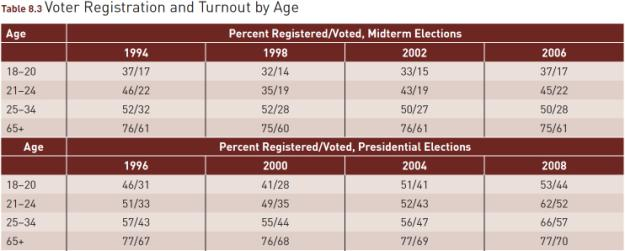 Table 8.3 Voter Registration and Turnout by Age
Age Percent Registered/Voted, Midterm Elections
1994 1998 2002 2006
18–20 37/17 32/14 33/15 37/17
21–24 46/22 35/19 43/19 45/22
25–34 52/32 52/28 50/27 50/28
65+ 76/61 75/60 76/61 75/61
Age Percent Registered/Voted, Presidential Elections
1996 2000 2004 2008
18–20 46/31 41/28 51/41 53/44
21–24 51/33 49/35 52/43 62/52
25–34 57/43 55/44 56/47 66/57
65+ 77/67 76/68 77/69 77/70